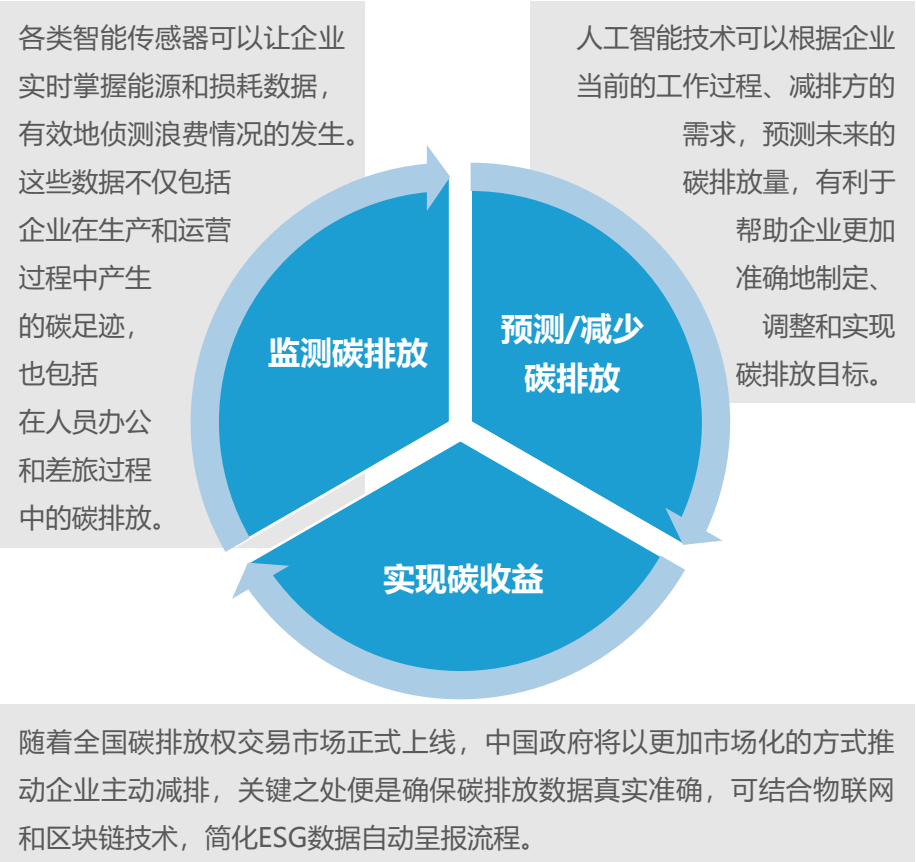 各类智能传感器可以让企业
实时掌握能源和损耗数据，
有效地侦测浪费情况的发生。
这些数据不仅包括
企业在生产和运营
过程中产生
的碳足迹，
也包括
在人员办公
和差旅过程
中的碳排放。
人工智能技术可以根据企业
当前的工作过程、减排方的
需求，预测未来的
碳排放量，有利于
帮助企业更加
准确地制定、
调整和实现
碳排放目标。
监测碳排放
预测/减少
碳排放
实现碳收益
随着全国碳排放权交易市场正式上线，中国政府将以更加市场化的方式推
动企业主动减排，关键之处便是确保碳排放数据真实准确，可结合物联网
和区块链技术，简化ESG数据自动呈报流程。